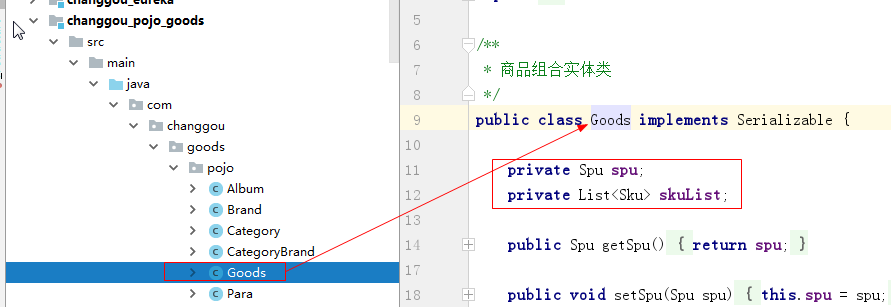 changgou_eureka
changgou_pojo_goods
src
main
java
com
changgou
goods
pojo
Album
Brand
Category
CategoryBrand
Goods
Para
5
6 /**
7 * 商品组合实体类
8 */
9 public class Goods implements Serializable {
10
11 private Spu spu;
12 private List<Sku> skuList;
13
14 public Spu getSpu() { return spu; }
17
18 public void setSpu(Spu spu) { this.spu = spu;